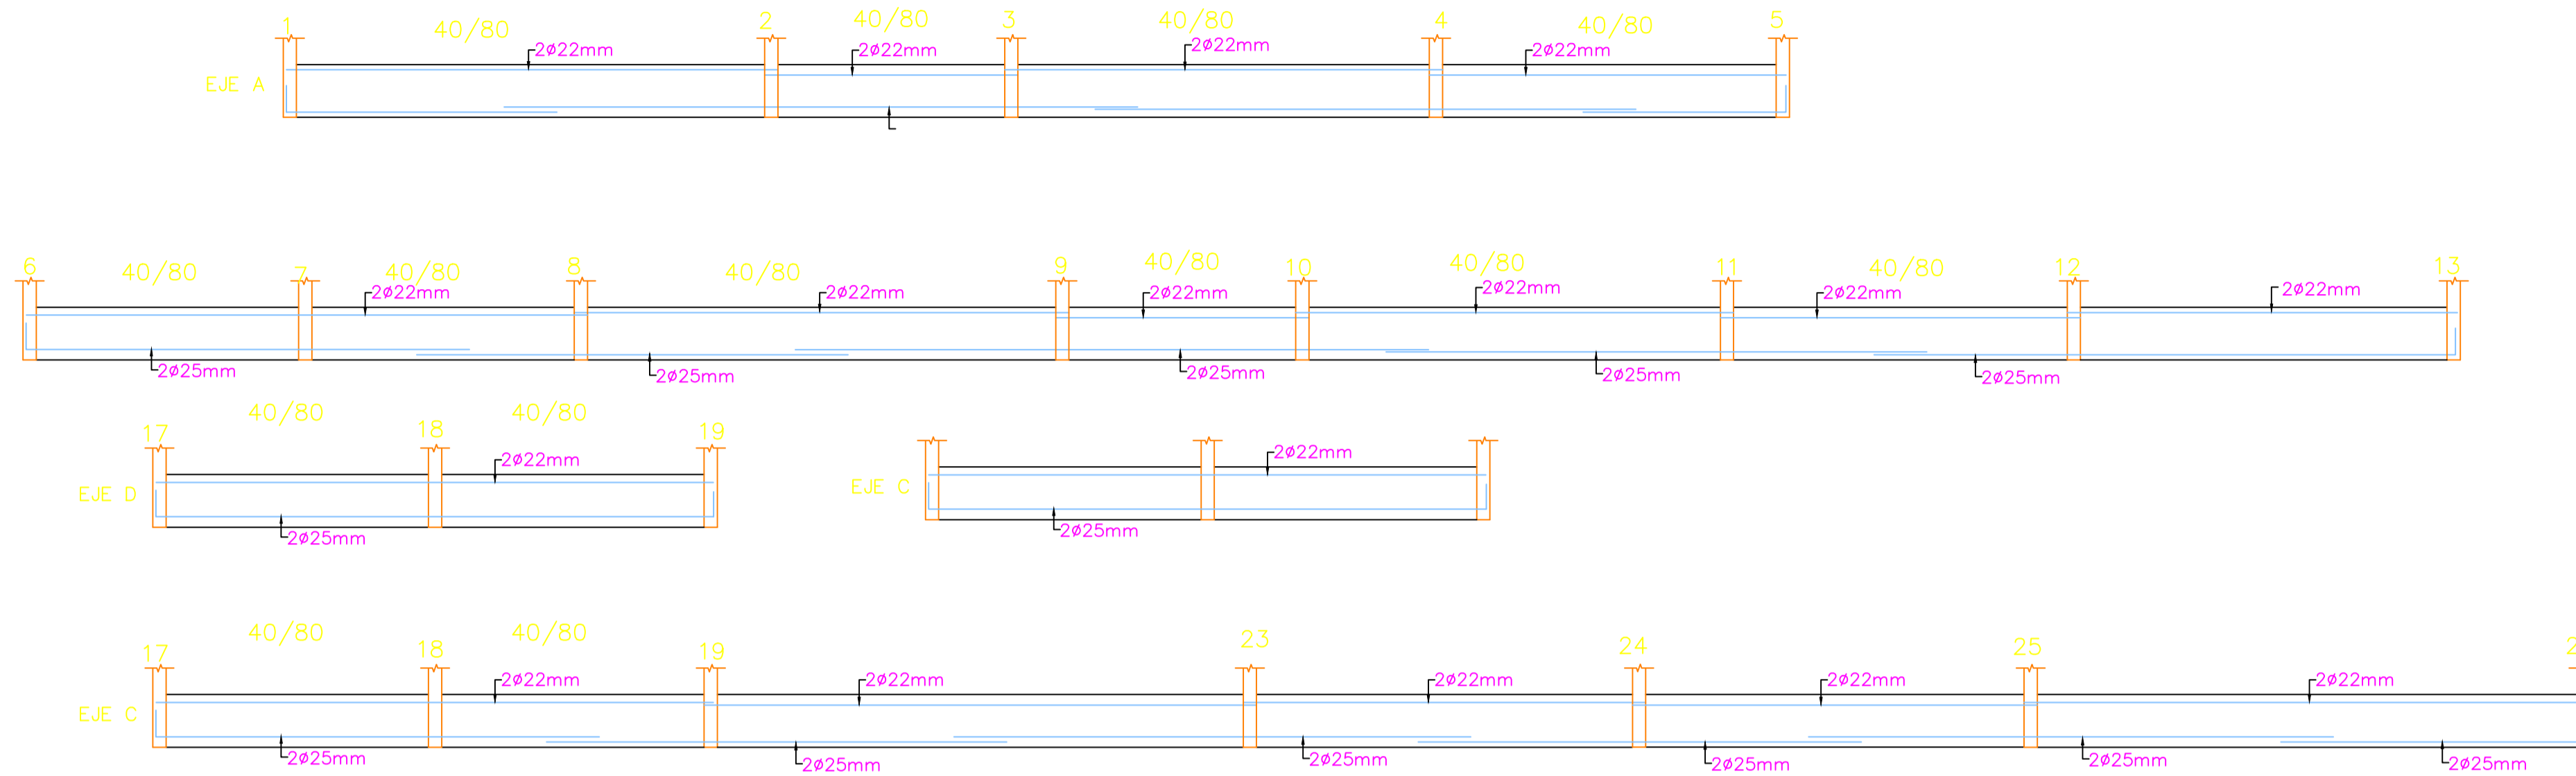 1 40/80 2 40/80 3 40/80 4 40/80 5
2ø22mm 2ø22mm 2ø22mm 2ø22mm
EJE A
6 40/80 7 40/80 8 40/80 9 40/80 10 40/80 11 40/80 12 13
2ø22mm 2ø22mm 2ø22mm 2ø22mm 2ø22mm 2ø22mm
2ø25mm 2ø25mm 2ø25mm 2ø25mm 2ø25mm
17 40/80 18 40/80 19
2ø22mm 2ø22mm
EJE D EJE C
2ø25mm 2ø25mm
17 40/80 18 40/80 19 23 24 25
2ø22mm 2ø22mm 2ø22mm 2ø22mm 2ø22mm
EJE C
2ø25mm 2ø25mm 2ø25mm 2ø25mm 2ø25mm 2ø25mm